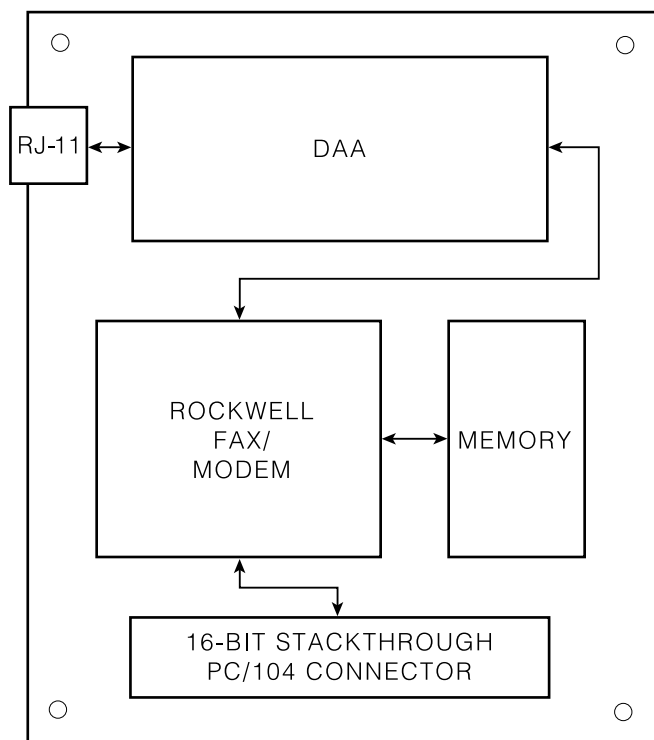 RJ-11
DAA
ROCKWELL
FAX/
MODEM
MEMORY
16-BIT STACKTHROUGH
PC/104 CONNECTOR